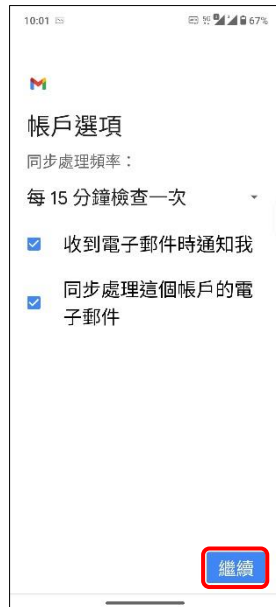 10:01
5G 67%
帳戶選項
同步處理頻率：
每 15 分鐘檢查一次
收到電子郵件時通知我
同步處理這個帳戶的電
子郵件
繼續